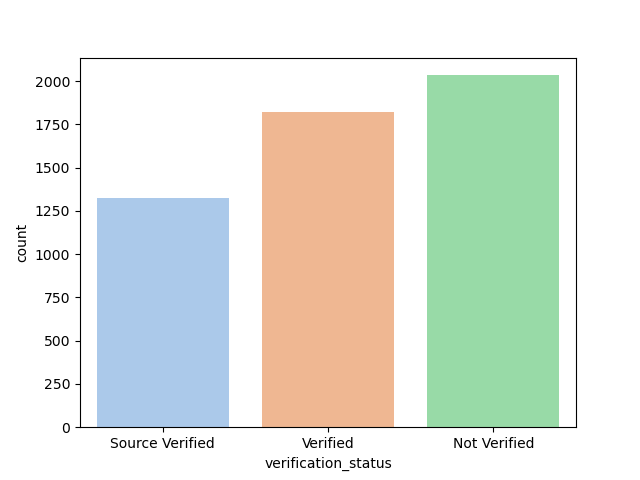 2000
1750
1500
1250
1000
750
500
250
0
count
Source Verified
Verified
Not Verified
verification_status